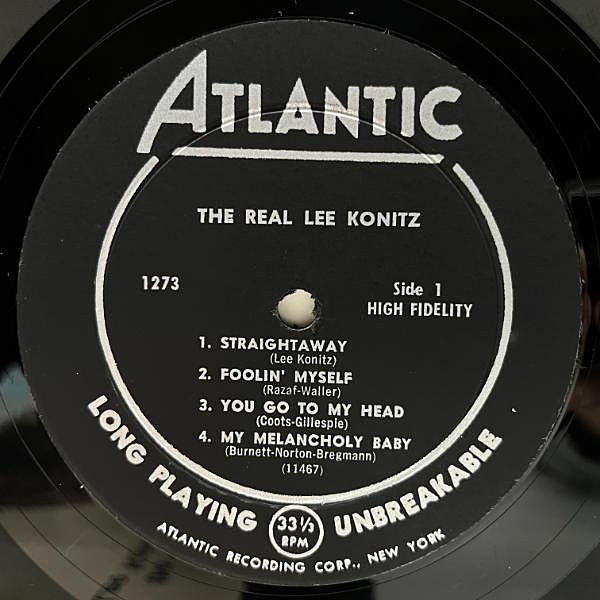 ATLANTIC
THE REAL LEE KONITZ
1273
Side 1
HIGH FIDELITY
1. STRAIGHTAWAY
(Lee Konitz)
2. FOOLIN' MYSELF
(Razaf-Waller)
3. YOU GO TO MY HEAD
(Coots-Gillespie)
4. MY MELANCHOLY BABY
(Burnett-Norton-Bregmann)
(11467)
LONG PLAYING 33 1/3 RPM UNBREAKABLE
ATLANTIC RECORDING CORP., NEW YORK